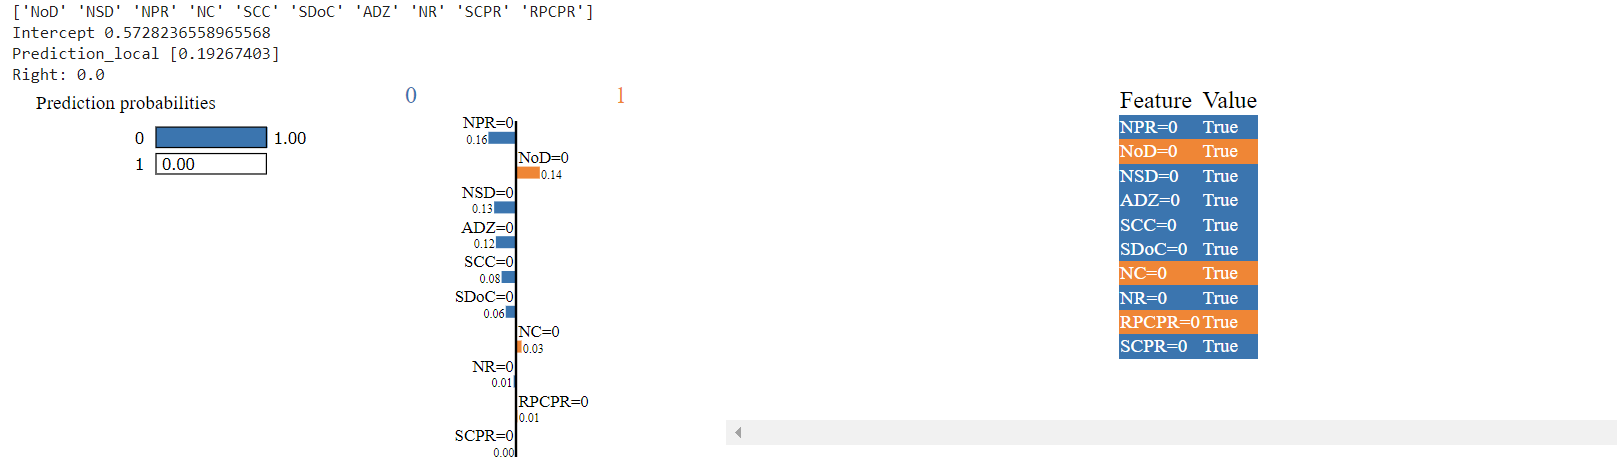 ['NoD' 'NSD' 'NPR' 'NC' 'SCC' 'SDoC' 'ADZ' 'NR' 'SCPR' 'RPCPR']
Intercept 0.5728236558965568
Prediction_local [0.19267403]
Right: 0.0
Prediction probabilities
0 1.00
1 0.00
0 1
NPR=0
0.16
NoD=0
0.14
NSD=0
0.13
ADZ=0
0.12
SCC=0
0.08
SDoC=0
0.06
NC=0
0.03
NR=0
0.01
RPCPR=0
0.01
SCPR=0
0.00
Feature Value
NPR=0 True
NoD=0 True
NSD=0 True
ADZ=0 True
SCC=0 True
SDoC=0 True
NC=0 True
NR=0 True
RPCPR=0 True
SCPR=0 True